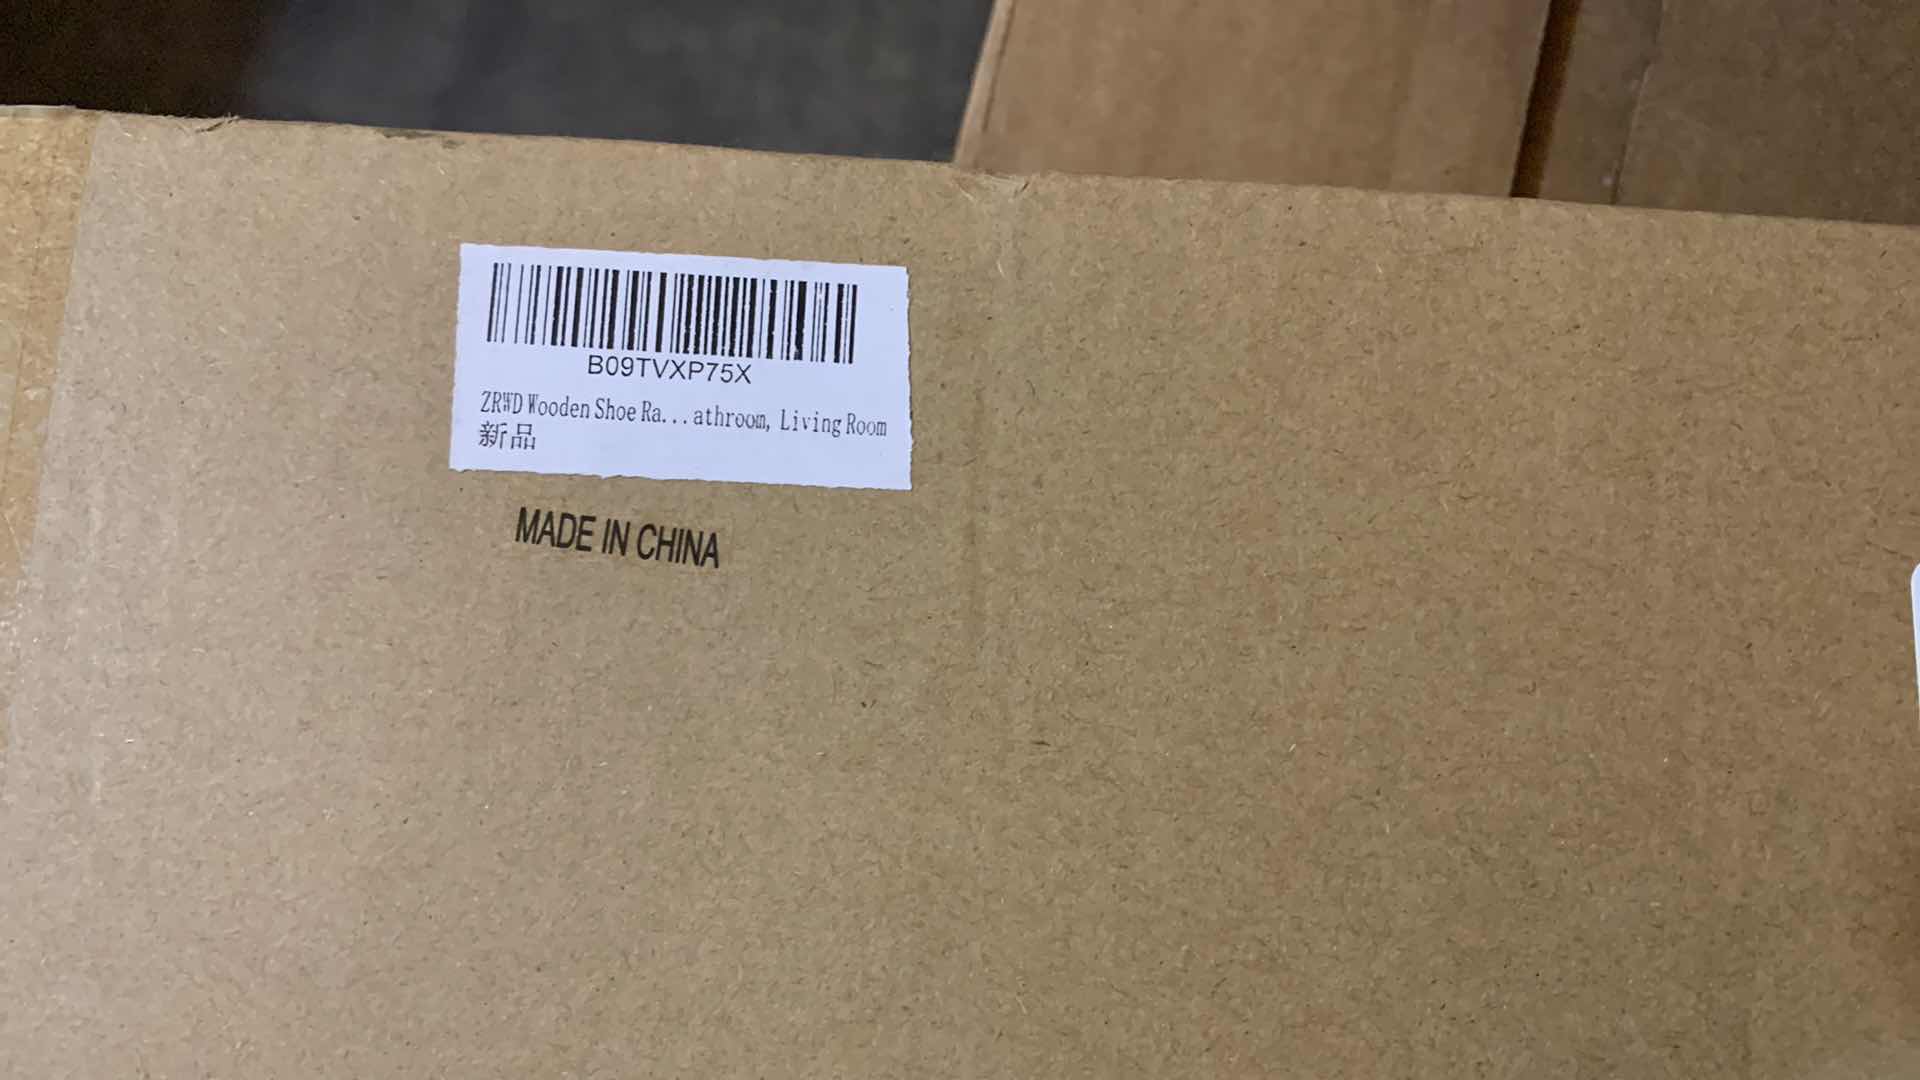 B09TVXP75X
ZRWD Wooden Shoe Ra...athroom, Living Room
新品
MADE IN CHINA